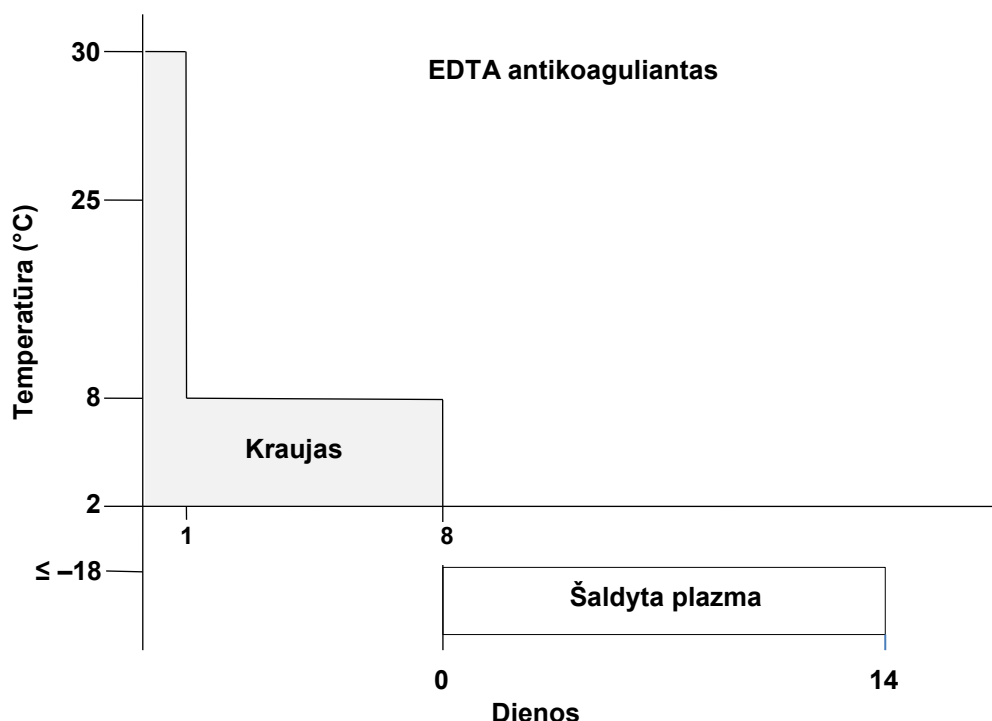 30
EDTA antikoaguliantas
25
Temperatūra (°C)
8
Kraujas
2
1
8
≤ –18
Šaldyta plazma
0
14
Dienos